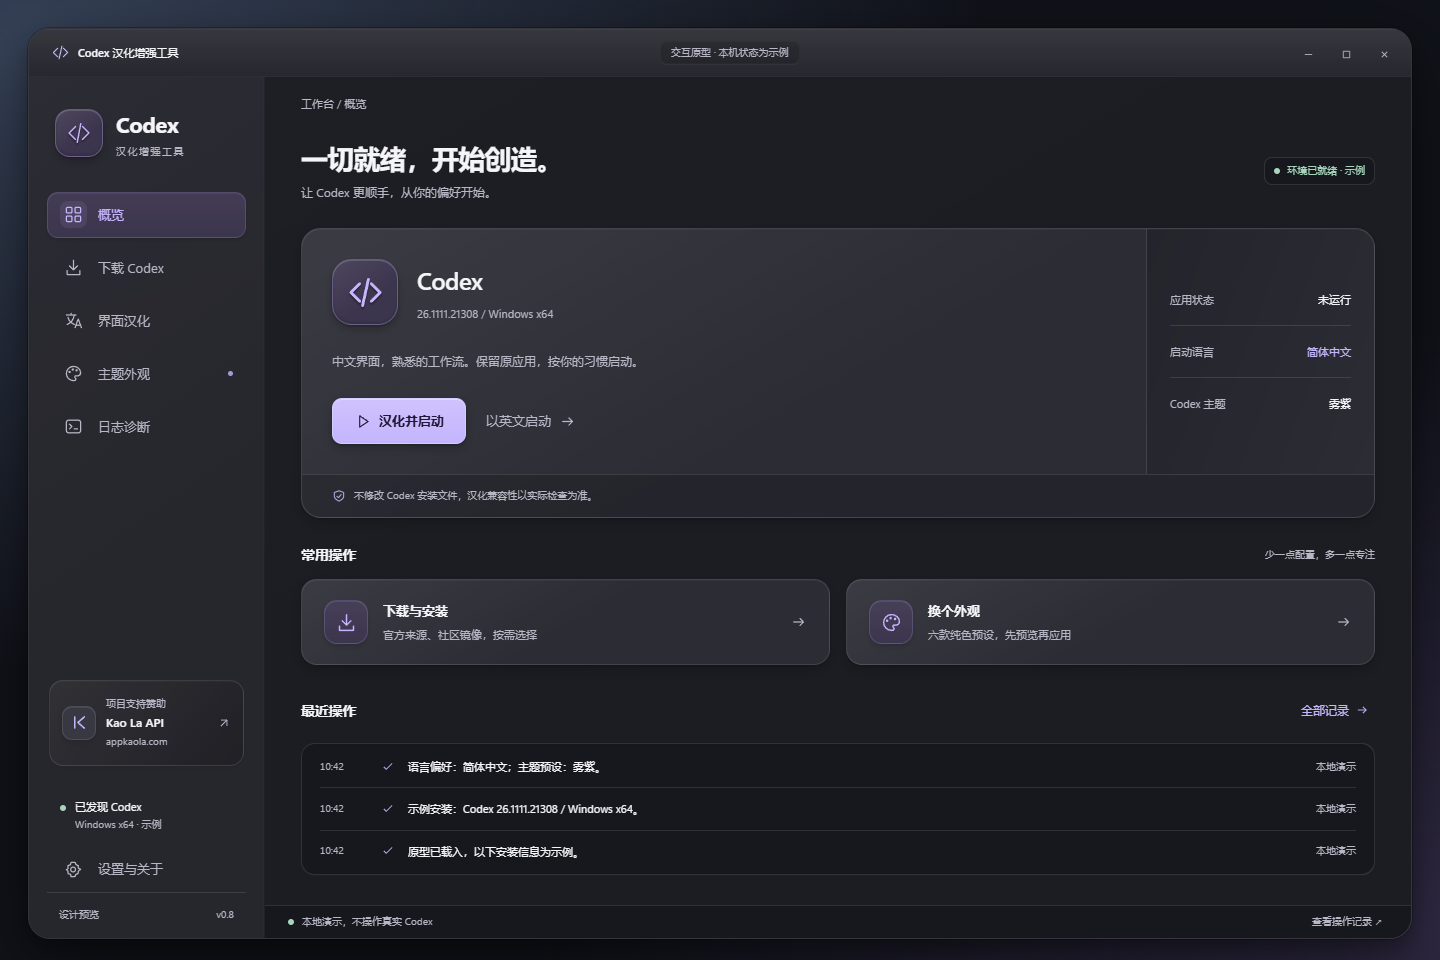 Codex 汉化增强工具
交互原型 · 本机状态为示例
Codex
汉化增强工具
概览
下载 Codex
界面汉化
主题外观
日志诊断
项目支持赞助
Kao La API
appkaola.com
已发现 Codex
Windows x64 · 示例
设置与关于
设计预览
v0.8
工作台 / 概览
一切就绪，开始创造。
让 Codex 更顺手，从你的偏好开始。
环境已就绪 · 示例
Codex
26.1111.21308 / Windows x64
中文界面，熟悉的工作流。保留原应用，按你的习惯启动。
汉化并启动
以英文启动
应用状态
未运行
启动语言
简体中文
Codex 主题
雾紫
不修改 Codex 安装文件，汉化兼容性以实际检查为准。
常用操作
少一点配置，多一点专注
下载与安装
官方来源、社区镜像，按需选择
换个外观
六款纯色预设，先预览再应用
最近操作
全部记录
10:42
语言偏好：简体中文；主题预设：雾紫。
本地演示
10:42
示例安装：Codex 26.1111.21308 / Windows x64。
本地演示
10:42
原型已载入，以下安装信息为示例。
本地演示
本地演示，不操作真实 Codex
查看操作记录